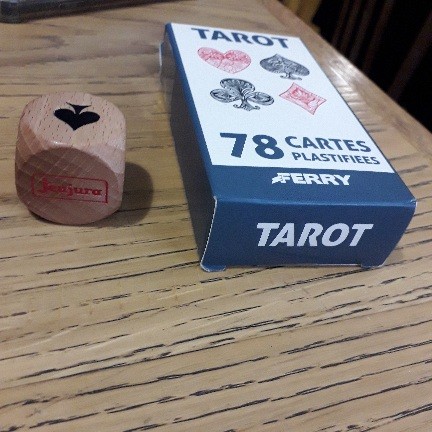 TAROT
78 CARTES
PLASTIFIEES
FERRY
TAROT
Jeujura